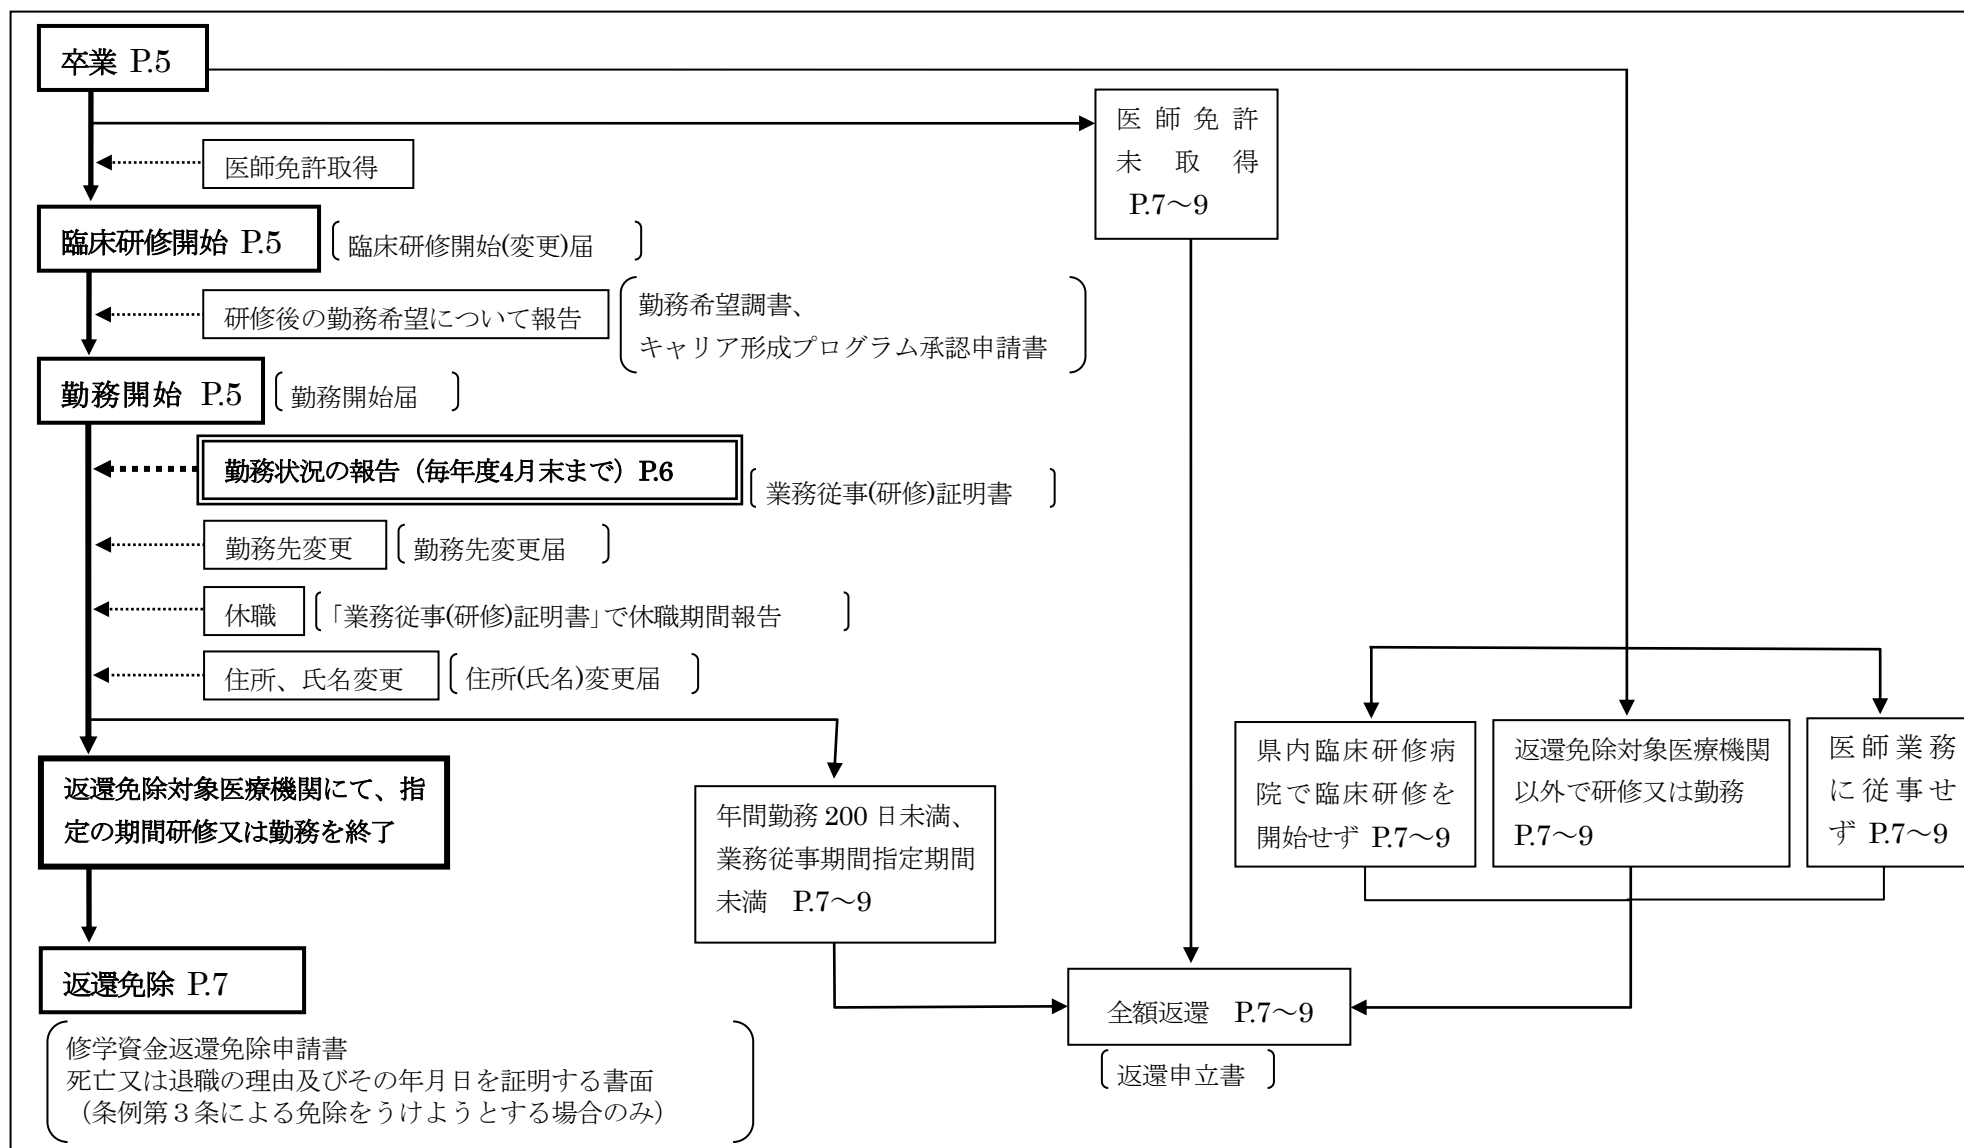 卒業 P.5
医師免許
未取得
P.7～9
医師免許取得
臨床研修開始 P.5
臨床研修開始(変更)届
研修後の勤務希望について報告
勤務希望調書、
キャリア形成プログラム承認申請書
勤務開始 P.5
勤務開始届
勤務状況の報告（毎年度4月末まで）P.6
業務従事(研修)証明書
勤務先変更
勤務先変更届
休職
「業務従事(研修)証明書」で休職期間報告
住所、氏名変更
住所(氏名)変更届
返還免除対象医療機関にて、指
定の期間研修又は勤務を終了
年間勤務 200 日未満、
業務従事期間指定期間
未満 P.7～9
県内臨床研修病
院で臨床研修を
開始せず P.7～9
返還免除対象医療機関
以外で研修又は勤務
P.7～9
医師業務
に従事せ
ず P.7～9
返還免除 P.7
修学資金返還免除申請書
死亡又は退職の理由及びその年月日を証明する書面
（条例第３条による免除をうけようとする場合のみ）
全額返還 P.7～9
返還申立書